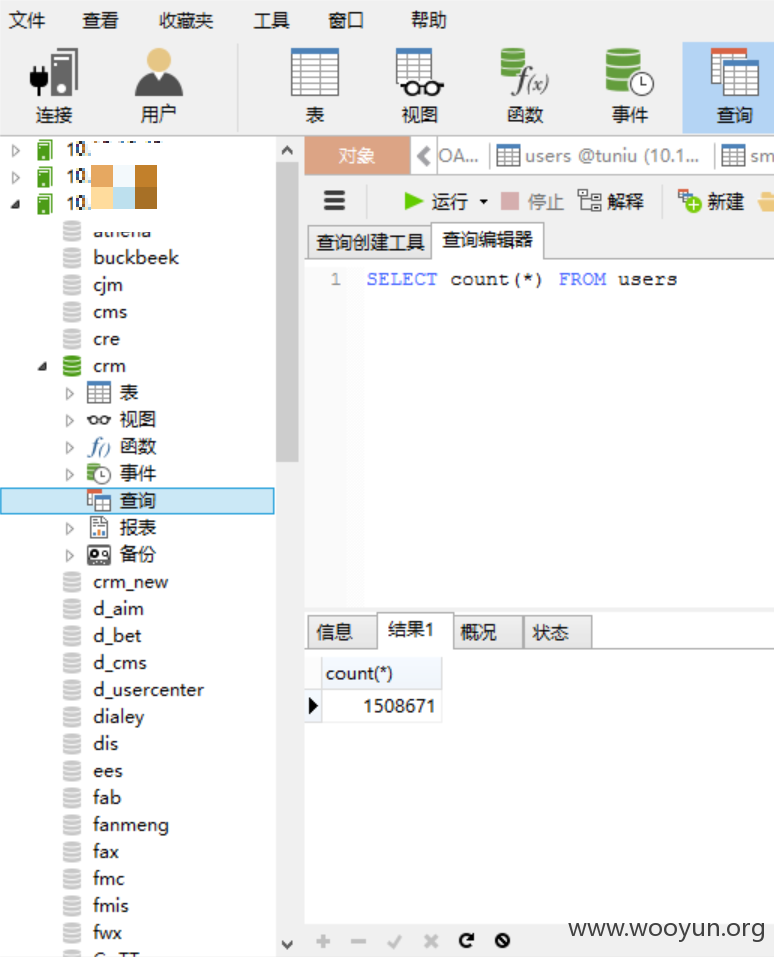 文件 查看 收藏夹 工具 窗口 帮助
连接 用户 表 视图 函数 事件 查询
10.
10.
10.
athena
buckbeek
cjm
cms
cre
crm
表
视图
函数
事件
查询
报表
备份
crm_new
d_aim
d_bet
d_cms
d_usercenter
dialey
dis
ees
fab
fanmeng
fax
fmc
fmis
fwx
对象 OA... users @tuniu (10.1... sm
运行 停止 解释 新建
查询创建工具 查询编辑器
1 SELECT count(*) FROM users
信息 结果1 概况 状态
count(*)
1508671
www.wooyun.org